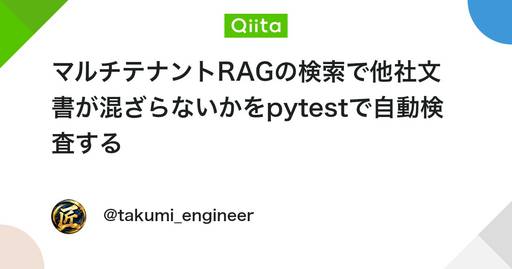 Qiita
マルチテナントRAGの検索で他社文
書が混ざらないかをpytestで自動検
査する
匠
@takumi_engineer